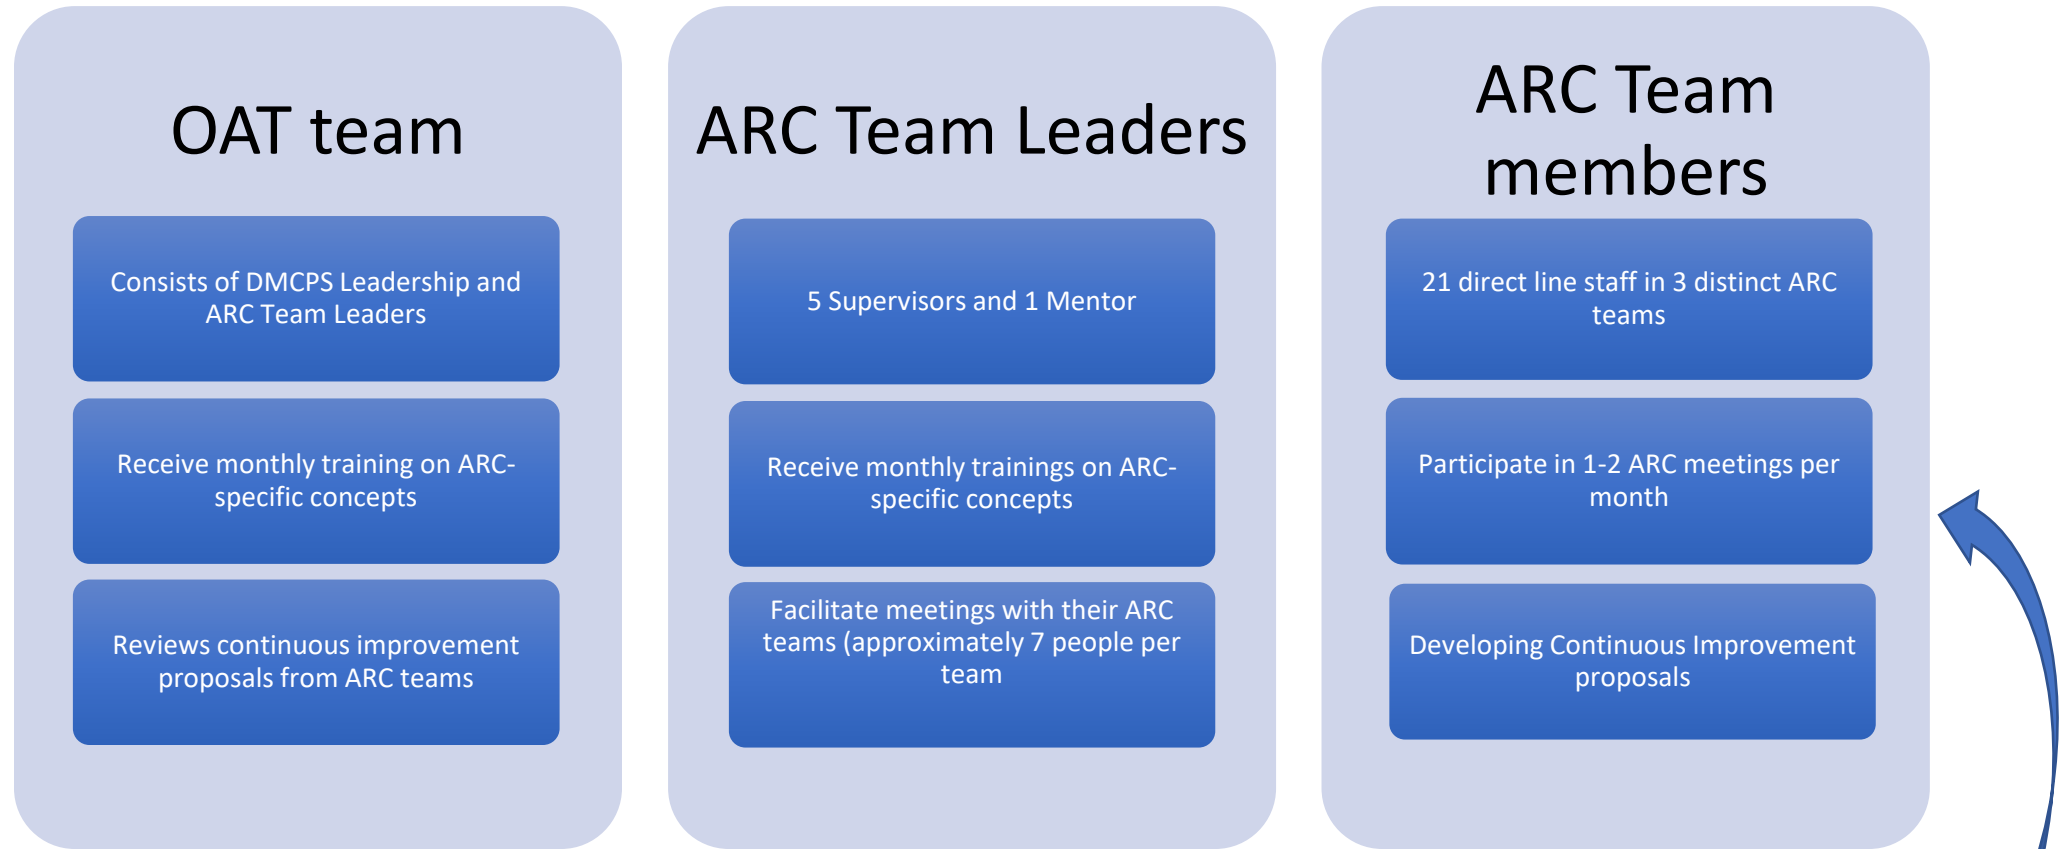 OAT team
Consists of DMCPS Leadership and
ARC Team Leaders
Receive monthly training on ARC-
specific concepts
Reviews continuous improvement
proposals from ARC teams
ARC Team Leaders
5 Supervisors and 1 Mentor
Receive monthly trainings on ARC-
specific concepts
Facilitate meetings with their ARC
teams (approximately 7 people per
team
ARC Team
members
21 direct line staff in 3 distinct ARC
teams
Participate in 1-2 ARC meetings per
month
Developing Continuous Improvement
proposals